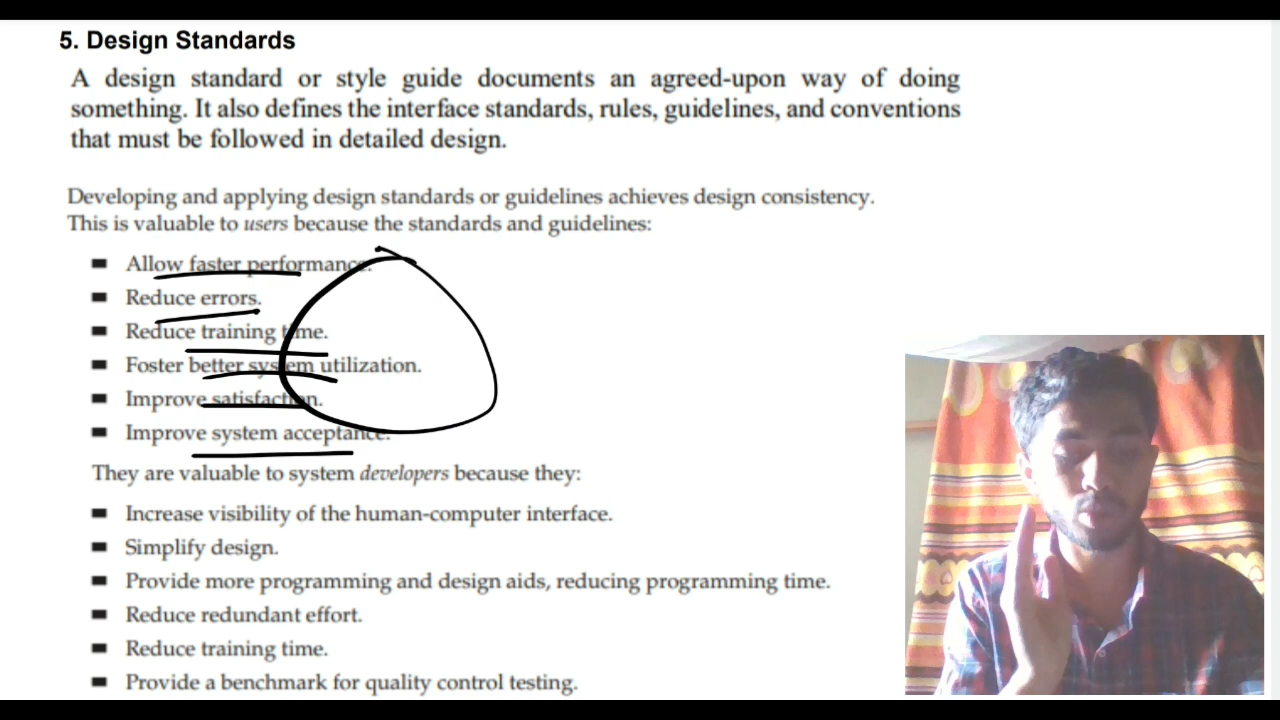 5. Design Standards
A design standard or style guide documents an agreed-upon way of doing
something. It also defines the interface standards, rules, guidelines, and conventions
that must be followed in detailed design.
Developing and applying design standards or guidelines achieves design consistency.
This is valuable to users because the standards and guidelines:
Allow faster performance.
Reduce errors.
Reduce training time.
Foster better system utilization.
Improve satisfaction.
Improve system acceptance.
They are valuable to system developers because they:
Increase visibility of the human-computer interface.
Simplify design.
Provide more programming and design aids, reducing programming time.
Reduce redundant effort.
Reduce training time.
Provide a benchmark for quality control testing.